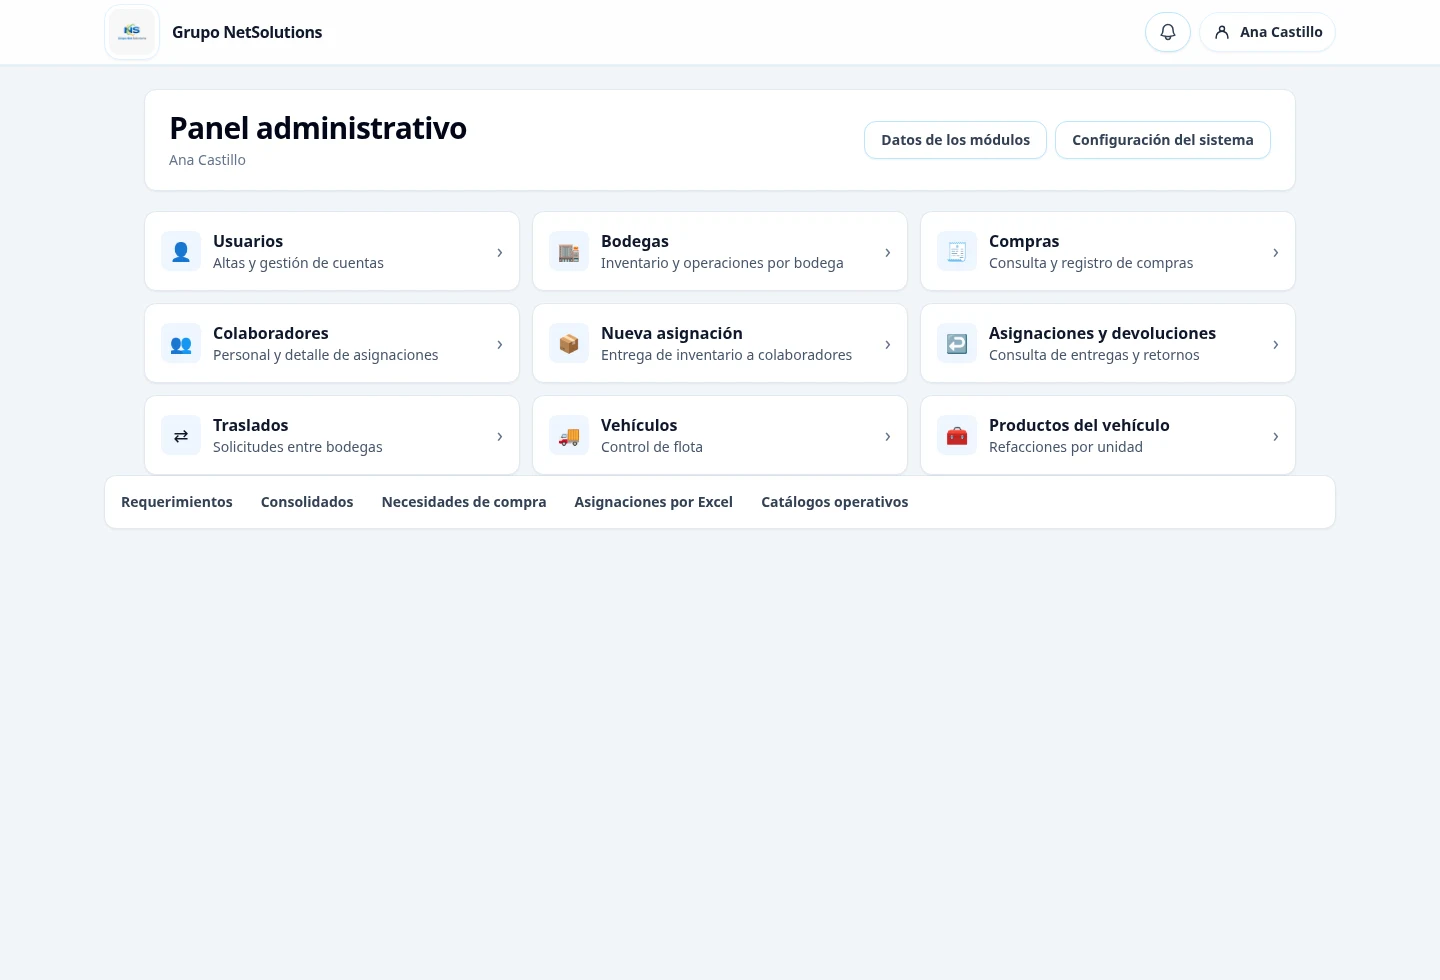 NS
Grupo NetSolutions
Ana Castillo
Panel administrativo
Ana Castillo
Datos de los módulos
Configuración del sistema
Usuarios
Altas y gestión de cuentas
Bodegas
Inventario y operaciones por bodega
Compras
Consulta y registro de compras
Colaboradores
Personal y detalle de asignaciones
Nueva asignación
Entrega de inventario a colaboradores
Asignaciones y devoluciones
Consulta de entregas y retornos
Traslados
Solicitudes entre bodegas
Vehículos
Control de flota
Productos del vehículo
Refacciones por unidad
Requerimientos
Consolidados
Necesidades de compra
Asignaciones por Excel
Catálogos operativos